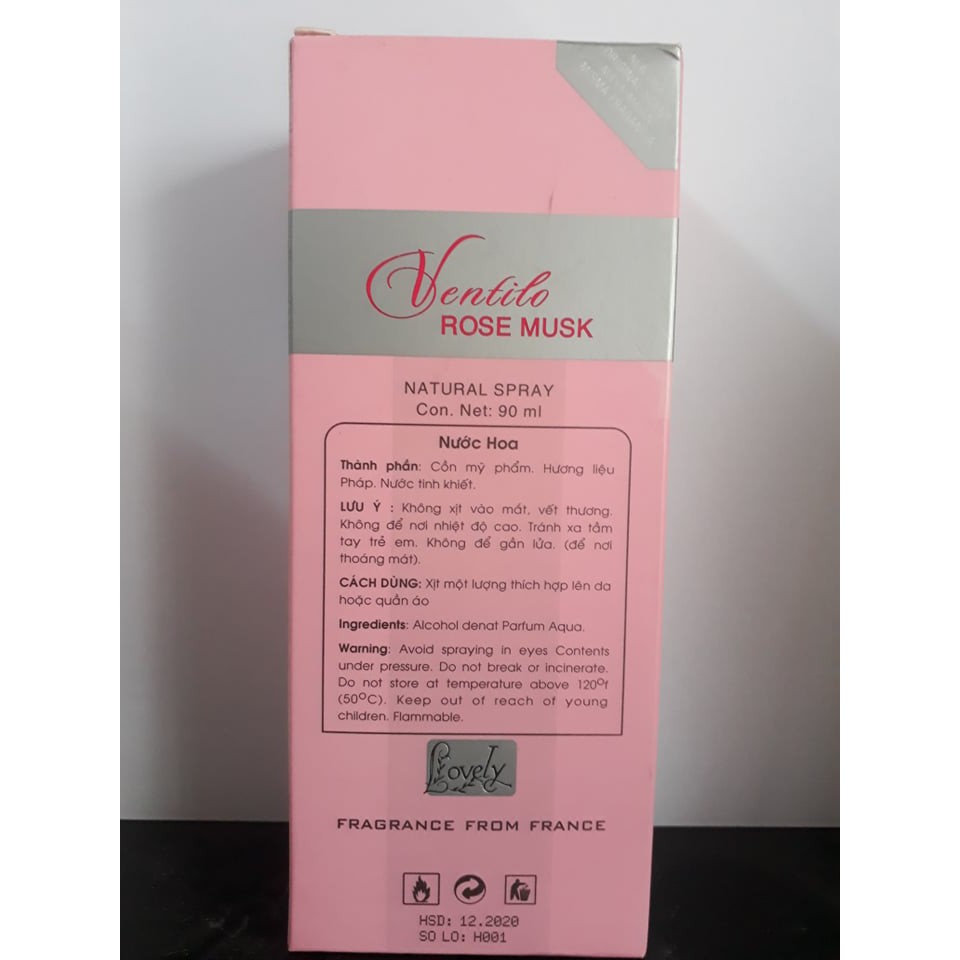 Ventilo
ROSE MUSK
NATURAL SPRAY
Con. Net: 90 ml
Nước Hoa
Thành phần: Cồn mỹ phẩm. Hương liệu
Pháp. Nước tinh khiết.
LƯU Ý : Không xịt vào mắt, vết thương.
Không để nơi nhiệt độ cao. Tránh xa tầm
tay trẻ em. Không để gần lửa. (để nơi
thoáng mát).
CÁCH DÙNG: Xịt một lượng thích hợp lên da
hoặc quần áo
Ingredients: Alcohol denat Parfum Aqua.
Warning: Avoid spraying in eyes Contents
under pressure. Do not break or incinerate.
Do not store at temperature above 120ºf
(50ºC). Keep out of reach of young
children. Flammable.
Lovely
FRAGRANCE FROM FRANCE
HSD: 12.2020
SO LO: H001